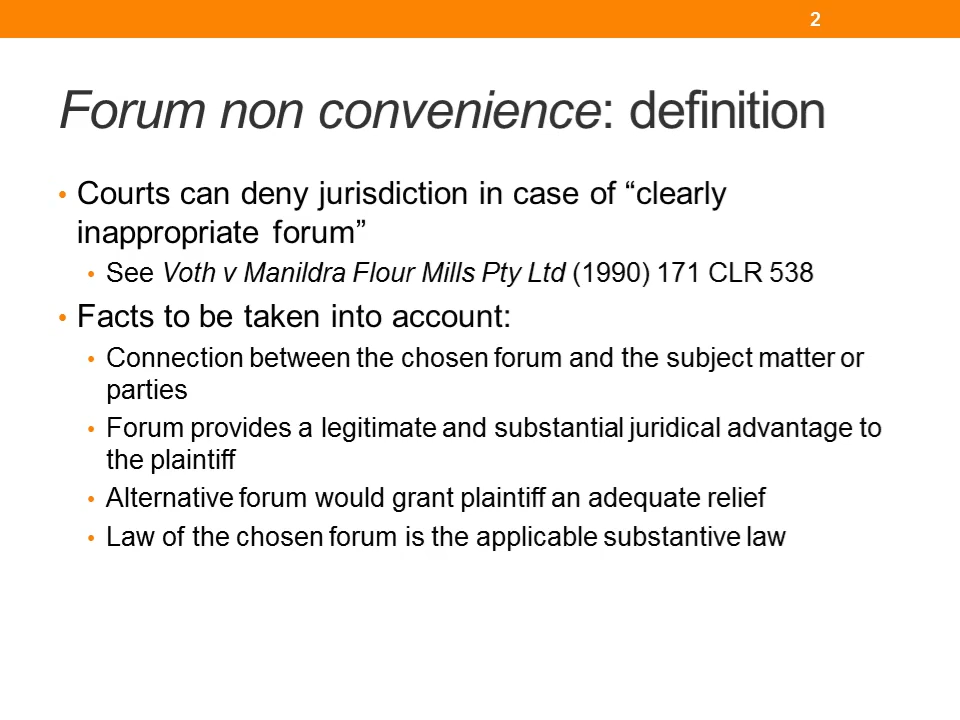 2
Forum non convenience: definition
• Courts can deny jurisdiction in case of “clearly
inappropriate forum”
• See Voth v Manildra Flour Mills Pty Ltd (1990) 171 CLR 538
• Facts to be taken into account:
• Connection between the chosen forum and the subject matter or
parties
• Forum provides a legitimate and substantial juridical advantage to
the plaintiff
• Alternative forum would grant plaintiff an adequate relief
• Law of the chosen forum is the applicable substantive law